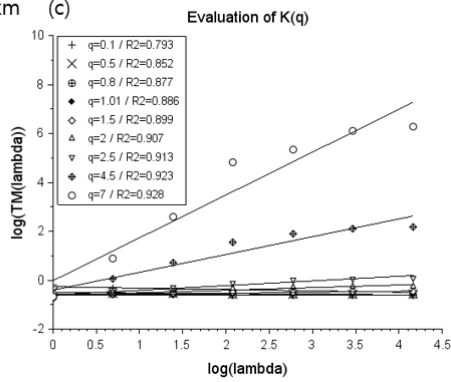 km (c)
Evaluation of K(q)
q=0.1 / R2=0.793
q=0.5 / R2=0.852
q=0.8 / R2=0.877
q=1.01 / R2=0.886
q=1.5 / R2=0.899
q=2 / R2=0.907
q=2.5 / R2=0.913
q=4.5 / R2=0.923
q=7 / R2=0.928
log(TM(lambda))
10
8
6
4
2
0
-2
0 0.5 1 1.5 2 2.5 3 3.5 4 4.5
log(lambda)